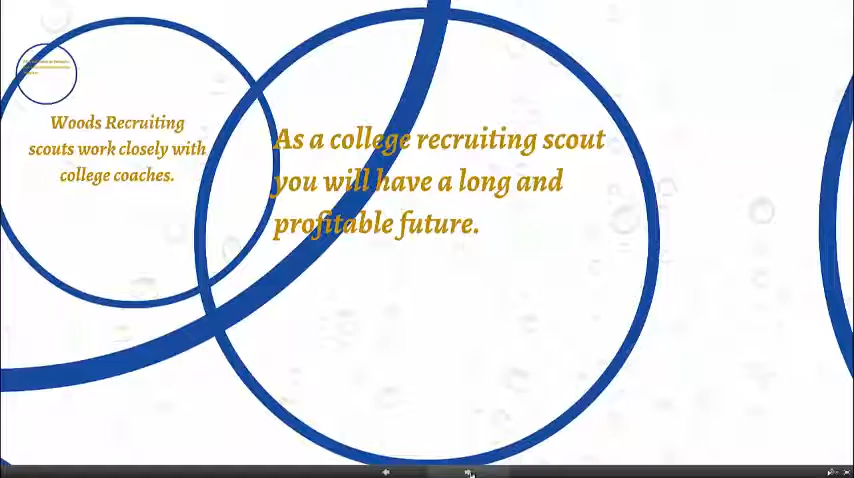 Woods Recruiting
scouts work closely with
college coaches.
As a college recruiting scout
you will have a long and
profitable future.